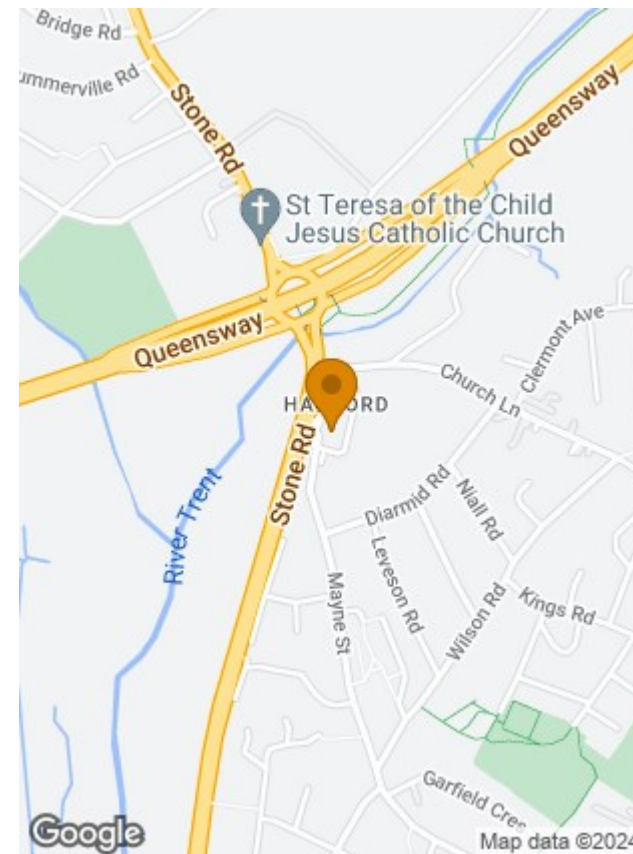 Bridge Rd
ummerville Rd
Stone Rd
Queensway
St Teresa of the Child
Jesus Catholic Church
Queensway
Clermont Ave
Church Ln
HA ORD
Stone Rd
River Trent
Diarmid Rd
Niall Rd
Leveson Rd
Mayne St
Wilson Rd
Kings Rd
Garfield Cres
Google
Map data ©2024